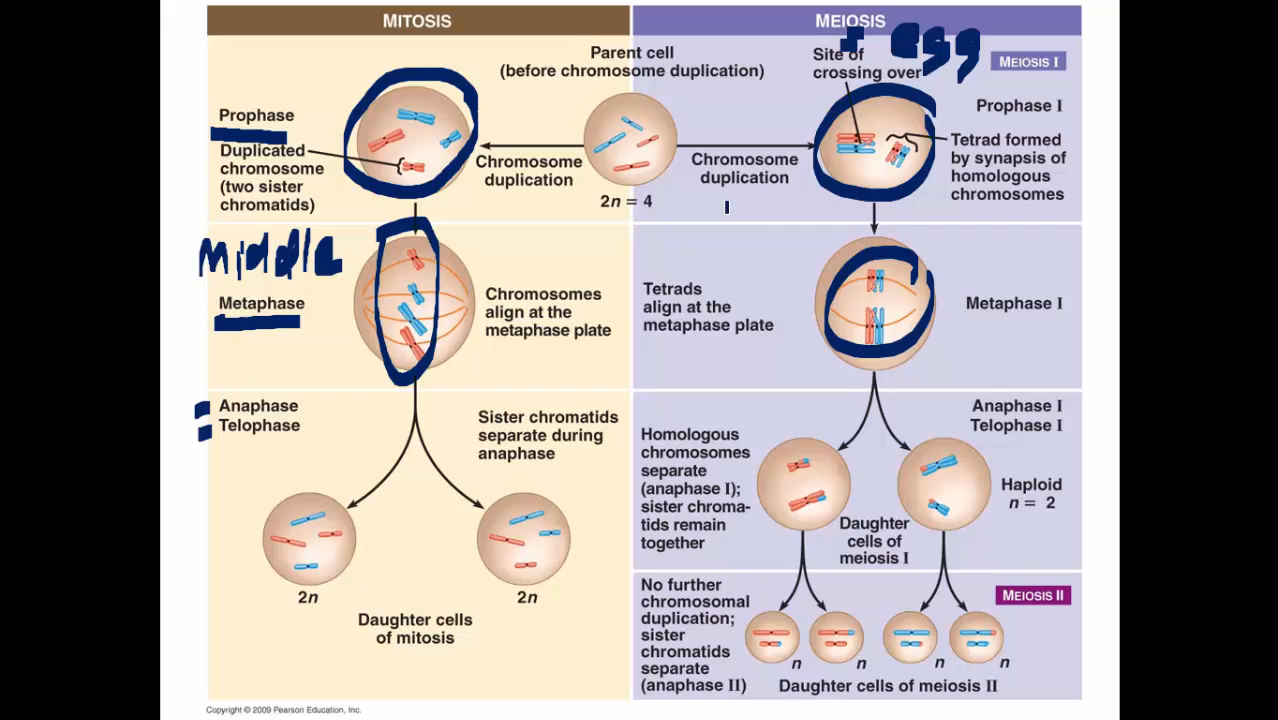 MITOSIS
MEIOSIS
Parent cell
(before chromosome duplication)
Site of
crossing over
egg
MEIOSIS I
Prophase
Duplicated
chromosome
(two sister
chromatids)
Chromosome
duplication
2n = 4
Chromosome
duplication
Prophase I
Tetrad formed
by synapsis of
homologous
chromosomes
Middle
Metaphase
Chromosomes
align at the
metaphase plate
Tetrads
align at the
metaphase plate
Metaphase I
Anaphase
Telophase
Sister chromatids
separate during
anaphase
2n
2n
Daughter cells
of mitosis
Homologous
chromosomes
separate
(anaphase I);
sister chroma-
tids remain
together
Anaphase I
Telophase I
Haploid
n = 2
Daughter
cells of
meiosis I
No further
chromosomal
duplication;
sister
chromatids
separate
(anaphase II)
MEIOSIS II
n
n
n
n
Daughter cells of meiosis II
Copyright © 2009 Pearson Education, Inc.